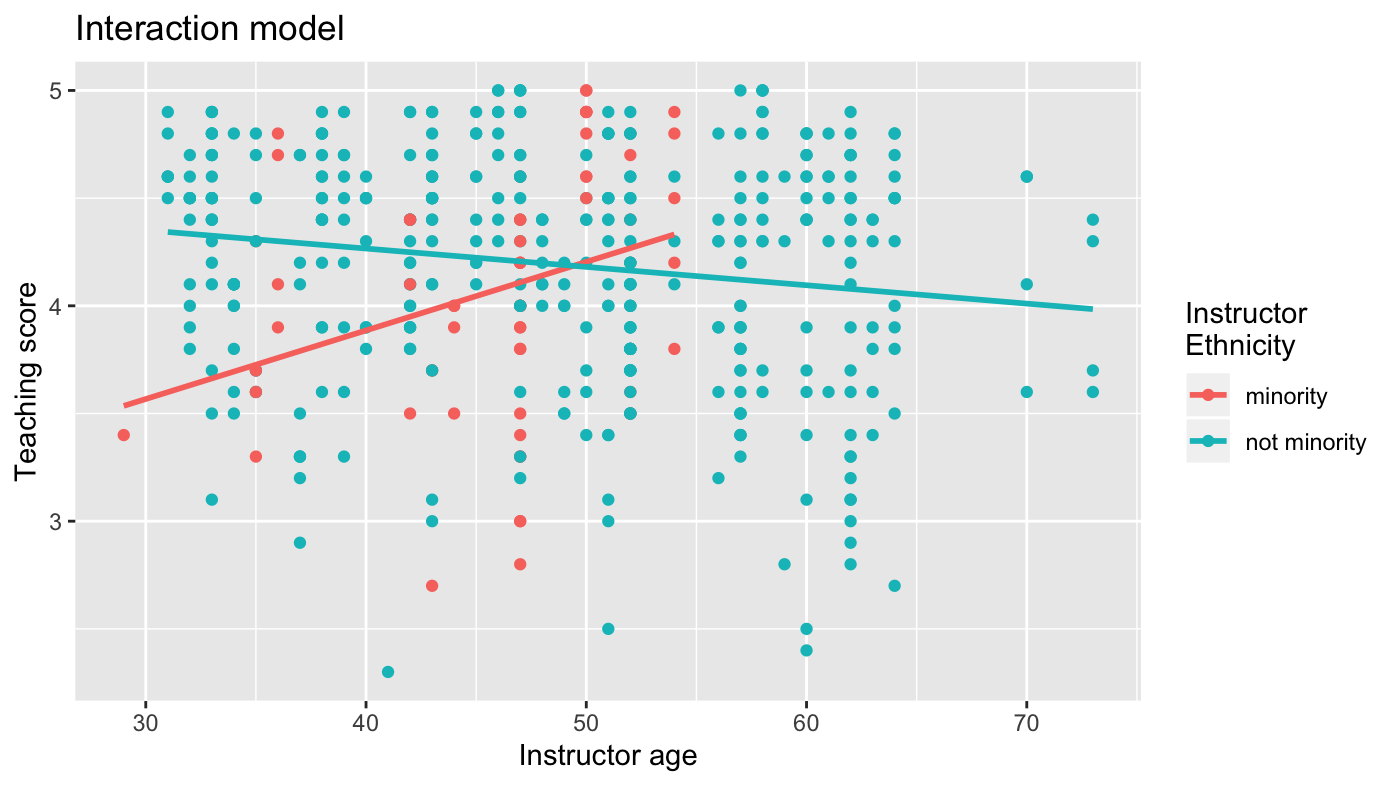 Interaction model
5
4
3
Teaching score
30 40 50 60 70
Instructor age
Instructor
Ethnicity
minority
not minority